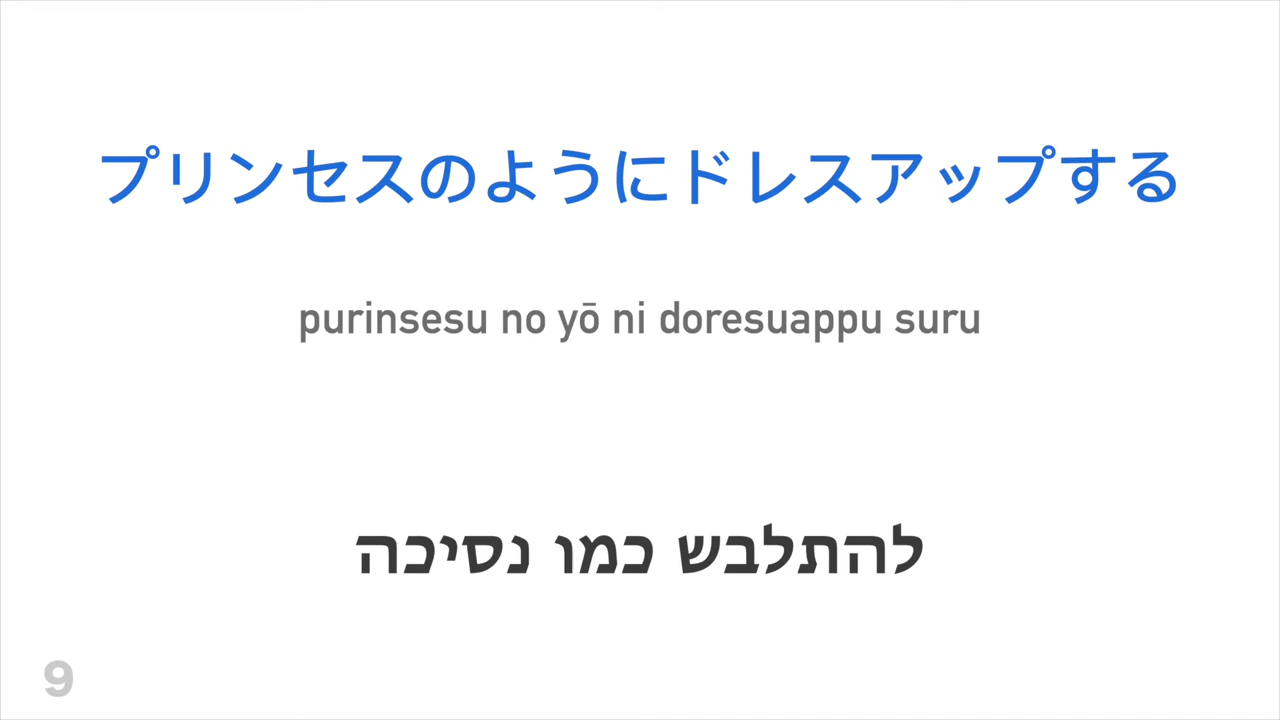 プリンセスのようにドレスアップする
purinsesu no yō ni doresuappu suru
להתלבש כמו נסיכה
9